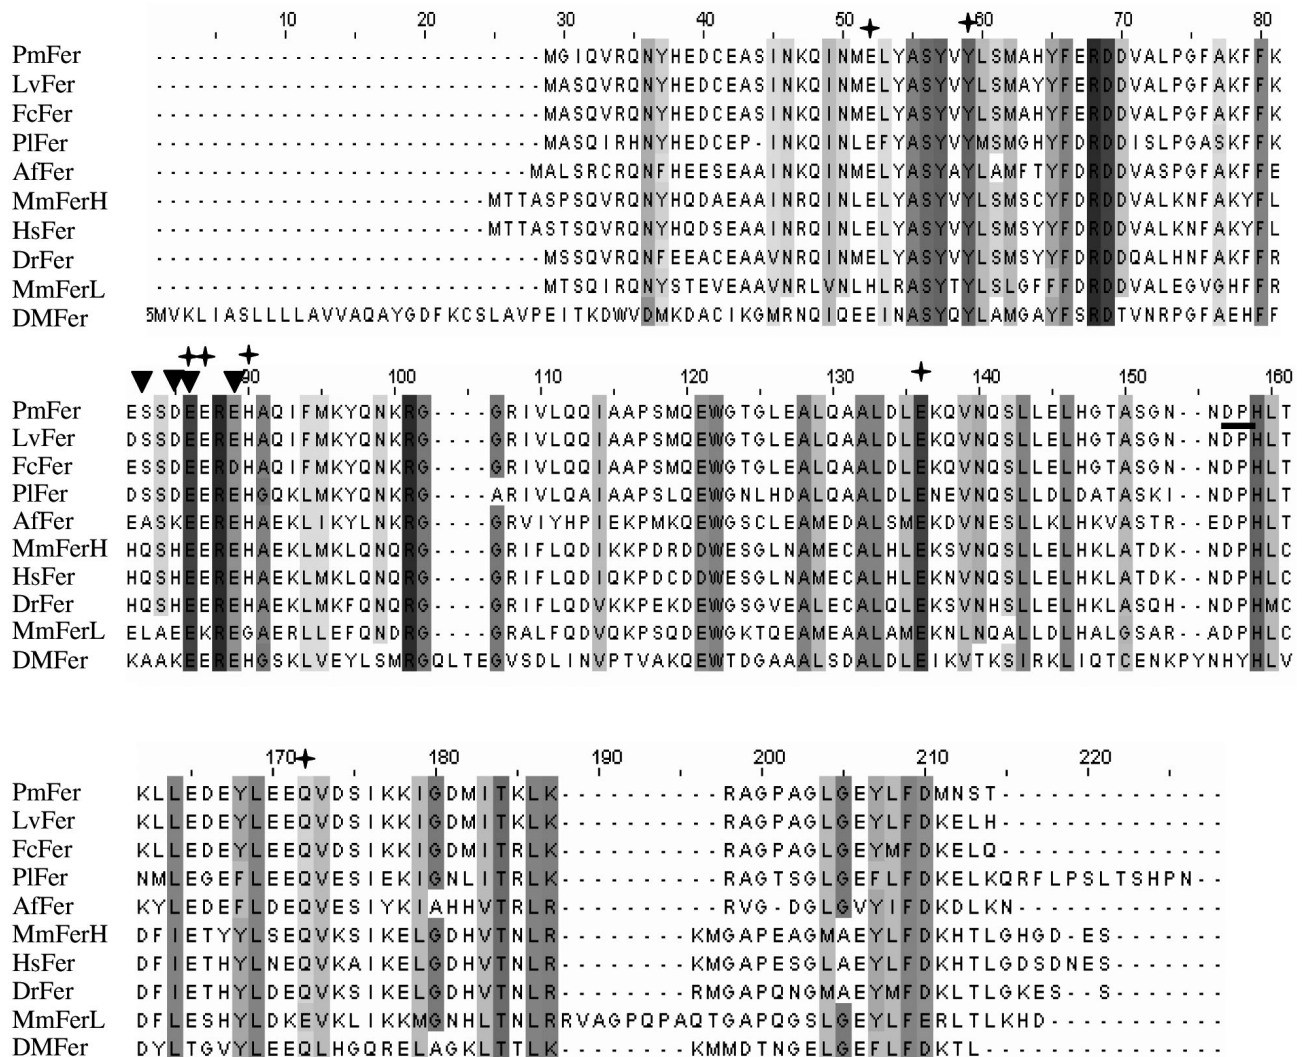 10 20 30 40 50 60 70 80
PmFer ----------------------------MGIQVRQNYHEDCEASINKQINMELYASYVYLSMAHYFERDDVALPGFAKFFK
LvFer ----------------------------MASQVRQNYHEDCEASINKQINMELYASYVYLSMAYYFERDDVALPGFAKFFK
FcFer ----------------------------MASQVRQNYHEDCEASINKQINMELYASYVYLSMAHYFERDDVALPGFAKFFK
PlFer ----------------------------MASQIRHNYHEDCEP-INKQINLEFYASYVYMSMGHYFDRDDISLPGASKFFK
AfFer ---------------------------MALSRCRQNFHEESEAAINKQINMELYASYAYLAMFTYFDRDDVASPGFAKFFE
MmFerH ------------------------MTTASPSQVRQNYHQDAEAAINRQINLELYASYVYLSMSCYFDRDDVALKNFAKYFL
HsFer ------------------------MTTASTSQVRQNYHQDSEAAINRQINLELYASYVYLSMSYYFDRDDVALKNFAKYFL
DrFer ----------------------------MSSQVRQNFEEACEAAVNRQINMELYASYVYLSMSYYFDRDDQALHNFAKFFR
MmFerL ----------------------------MTSQIRQNYSTEVEAAVNRLVNLHLRASYTYLSLGFFFDRDDVALEGVGHFFR
DMFer 5MVKLIASLLLLAVVAQAYGDFKCSLAVPEITKDWVDMKDACIKGMRNQIQEEINASYQYLAMGAYFSRDTVNRPGFAEHFF
90 100 110 120 130 140 150 160
PmFer ESSDEEREHAQIFMKYQNKRG----GRIVLQQIAAPSMQEWGTGLEALQAALDLEKQVNQSLLELHGTASGN--NDPHLT
LvFer DSSDEEREHAQIFMKYQNKRG----GRIVLQQIAAPSMQEWGTGLEALQAALDLEKQVNQSLLELHGTASGN--NDPHLT
FcFer ESSDEERDHAQIFMKYQNKRG----GRIVLQQIAAPSMQEWGTGLEALQAALDLEKQVNQSLLELHGTASGN--NDPHLT
PlFer DSSDEEREHGQKLMKYQNKRG----ARIVLQAIAAPSLQEWGNLHDALQAALDLENEVNQSLLDLDATASKI--NDPHLT
AfFer EASKEEREHAEKLIKYLNKRG----GRVIYHPIEKPMKQEWGSCLEAMEDALSMEKDVNESLLKLHKVASTR--EDPHLT
MmFerH HQSHEEREHAEKLMKLQNQRG----GRIFLQDIKKPDRDDWESGLNAMECALHLEKSVNQSLLELHKLATDK--NDPHLC
HsFer HQSHEEREHAEKLMKLQNQRG----GRIFLQDIQKPDCDDWESGLNAMECALHLEKNVNQSLLELHKLATDK--NDPHLC
DrFer HQSHEEREHAEKLMKFQNQRG----GRIFLQDVKKPEKDEWGSGVEALECALQLEKSVNHSLLELHKLASQH--NDPHMC
MmFerL ELAEEKREGAERLLEFQNDRG----GRALFQDVQKPSQDEWGKTQEAMEAALAMEKNLNQALLDLHALGSAR--ADPHLC
DMFer KAAKEEREHGSKLVEYLSMRGQLTEGVSDLINVPTVAKQEWTDGAAALSDALDLEIKVTKSIRKLIQTCENKPYNHYHLV
170 180 190 200 210 220
PmFer KLLEDEYLEEQVDSIKKIGDMITKLK----------RAGPAGLGEYLFDMNST--------------
LvFer KLLEDEYLEEQVDSIKKIGDMITKLK----------RAGPAGLGEYLFDKELH--------------
FcFer KLLEDEYLEEQVDSIKKIGDMITRLK----------RAGPAGLGEYMFDKELQ--------------
PlFer NMLEGEFLEEQVESIEKIGNLITRLK----------RAGTSGLGEFLFDKELKQRFLPSLTSHPN--
AfFer KYLEDEFLDEQVESIYKIAHHVTRLR----------RVG-DGLGVYIFDKDLKN-------------
MmFerH DFIETYYLSEQVKSIKELGDHVTNLR--------KMGAPEAGMAEYLFDKHTLGHGD-ES-------
HsFer DFIETHYLNEQVKAIKELGDHVTNLR--------KMGAPESGLAEYLFDKHTLGDSDNES-------
DrFer DFIETHYLDEQVKSIKELGDHVTNLR--------RMGAPQNGMAEYMFDKLTLGKES--S-------
MmFerL DFLESHYLDKEVKLIKKMGNHLTNLRRVAGPQPAQTGAPQGSLGEYLFERLTLKHD-----------
DMFer DYLTGVYLEEQLHGQRELAGKLTTLK--------KMMDTNGELGEFLFDKTL---------------